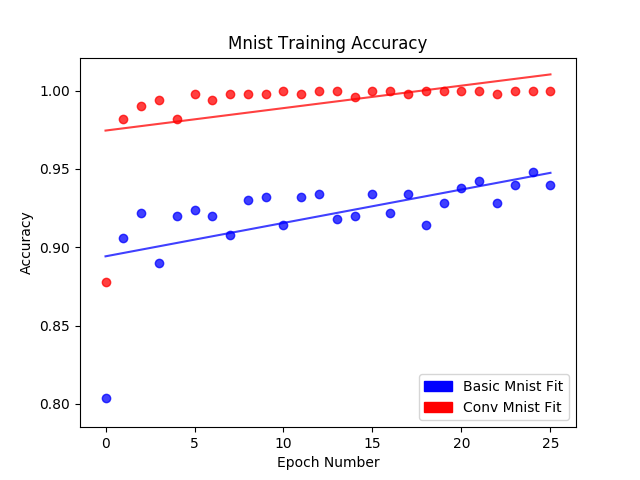 Mnist Training Accuracy
1.00
0.95
0.90
0.85
0.80
Accuracy
0 5 10 15 20 25
Epoch Number
Basic Mnist Fit
Conv Mnist Fit